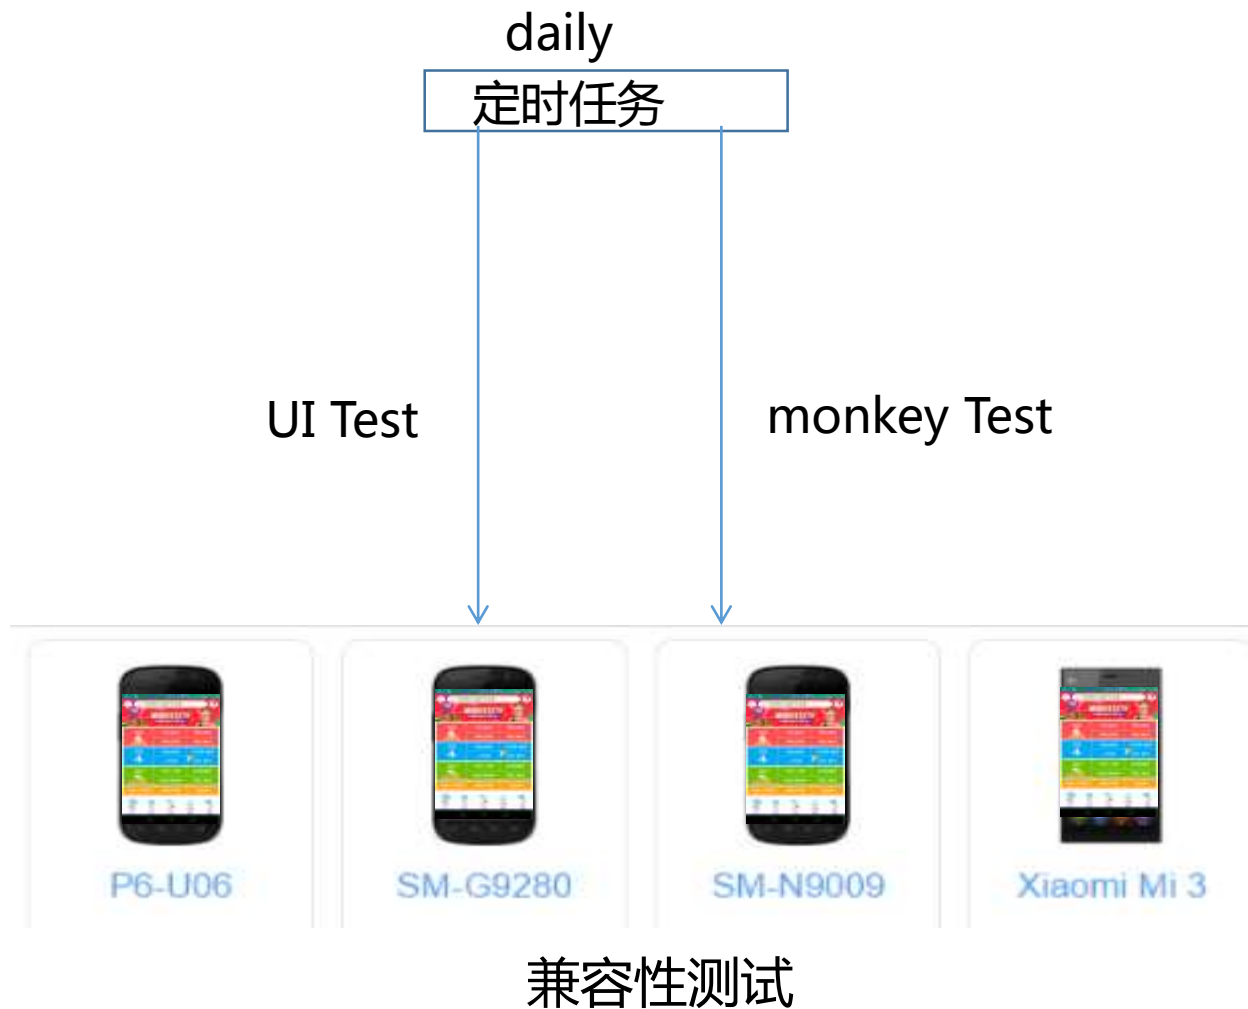 daily
定时任务
UI Test
monkey Test
P6-U06
SM-G9280
SM-N9009
Xiaomi Mi 3
兼容性测试